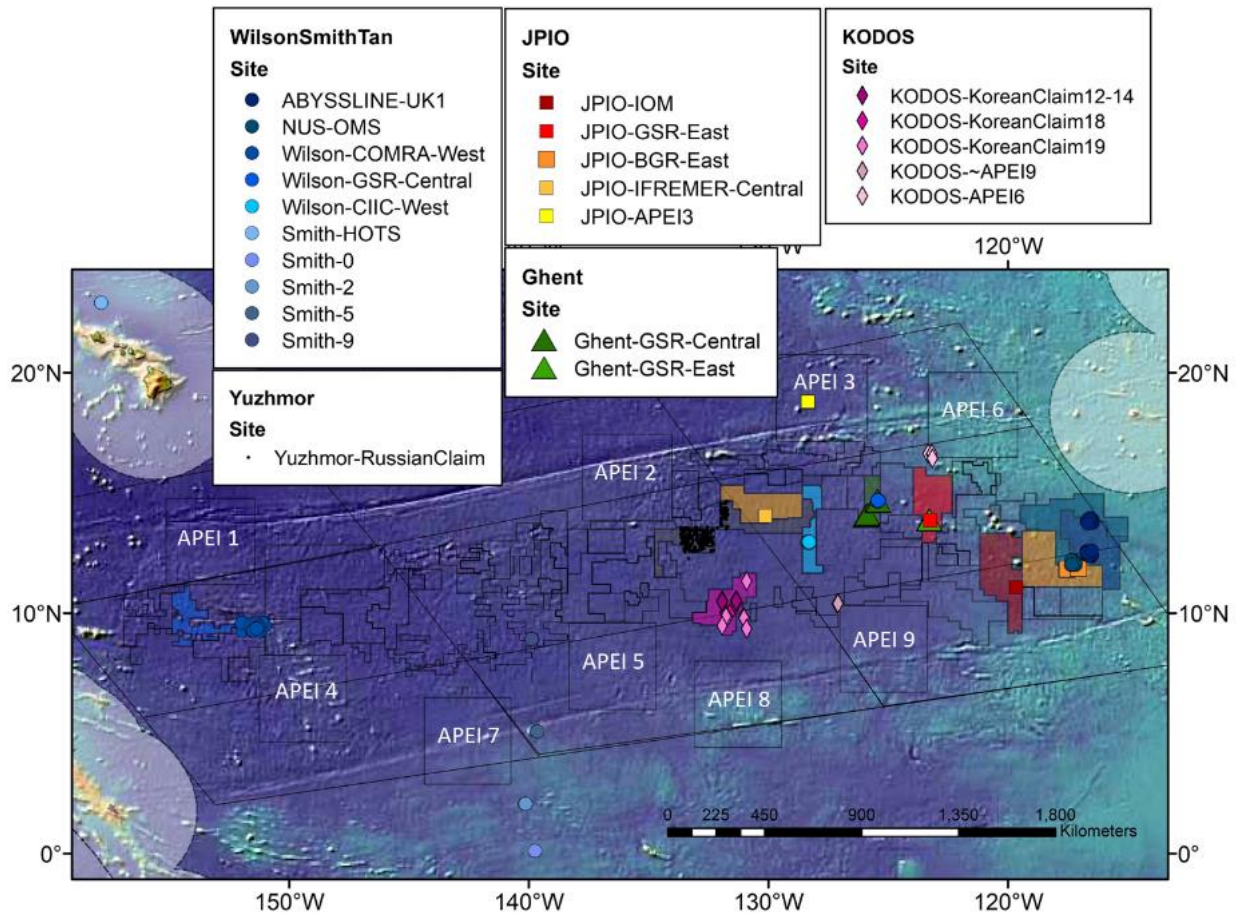 WilsonSmithTan
Site
ABYSSLINE-UK1
NUS-OMS
Wilson-COMRA-West
Wilson-GSR-Central
Wilson-CIIC-West
Smith-HOTS
Smith-0
Smith-2
Smith-5
Smith-9
JPIO
Site
JPIO-IOM
JPIO-GSR-East
JPIO-BGR-East
JPIO-IFREMER-Central
JPIO-APEI3
KODOS
Site
KODOS-KoreanClaim12-14
KODOS-KoreanClaim18
KODOS-KoreanClaim19
KODOS-~APEI9
KODOS-APEI6
Ghent
Site
Ghent-GSR-Central
Ghent-GSR-East
Yuzhmor
Site
Yuzhmor-RussianClaim
120°W
20°N
20°N
APEI 3
APEI 6
APEI 2
APEI 1
10°N
10°N
APEI 5
APEI 9
APEI 4
APEI 8
APEI 7
0 225 450 900 1,350 1,800
Kilometers
0°
0°
150°W
140°W
130°W
120°W